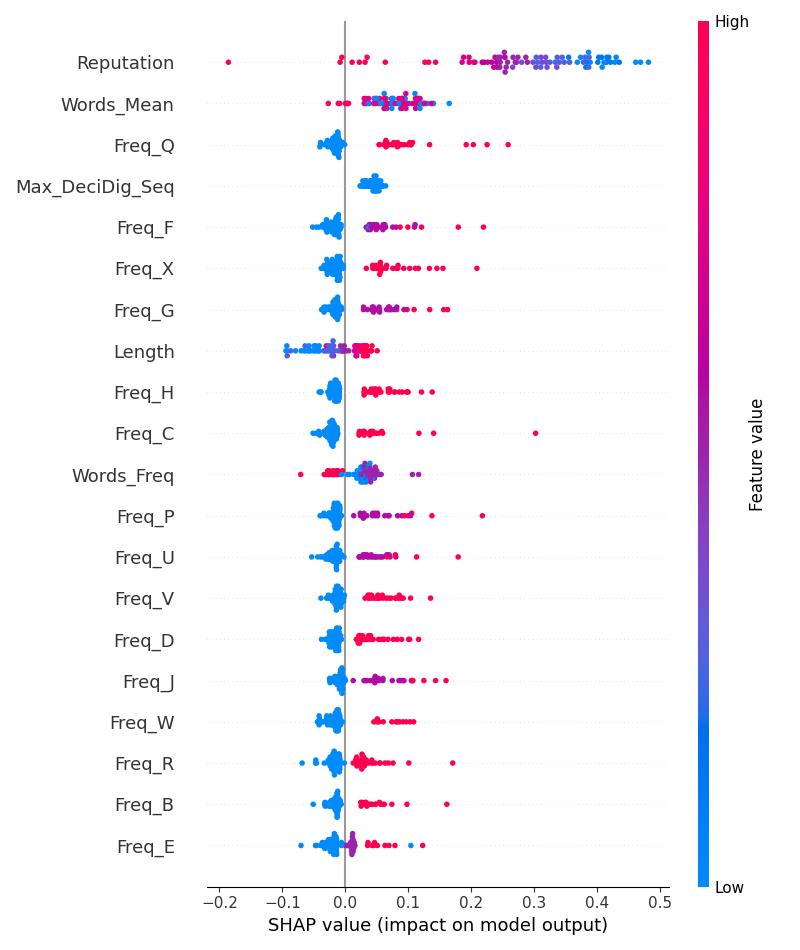 High
Reputation
Words_Mean
Freq_Q
Max_DeciDig_Seq
Freq_F
Freq_X
Freq_G
Length
Freq_H
Freq_C
Words_Freq
Freq_P
Freq_U
Freq_V
Freq_D
Freq_J
Freq_W
Freq_R
Freq_B
Freq_E
Feature value
Low
−0.2 −0.1 0.0 0.1 0.2 0.3 0.4 0.5
SHAP value (impact on model output)